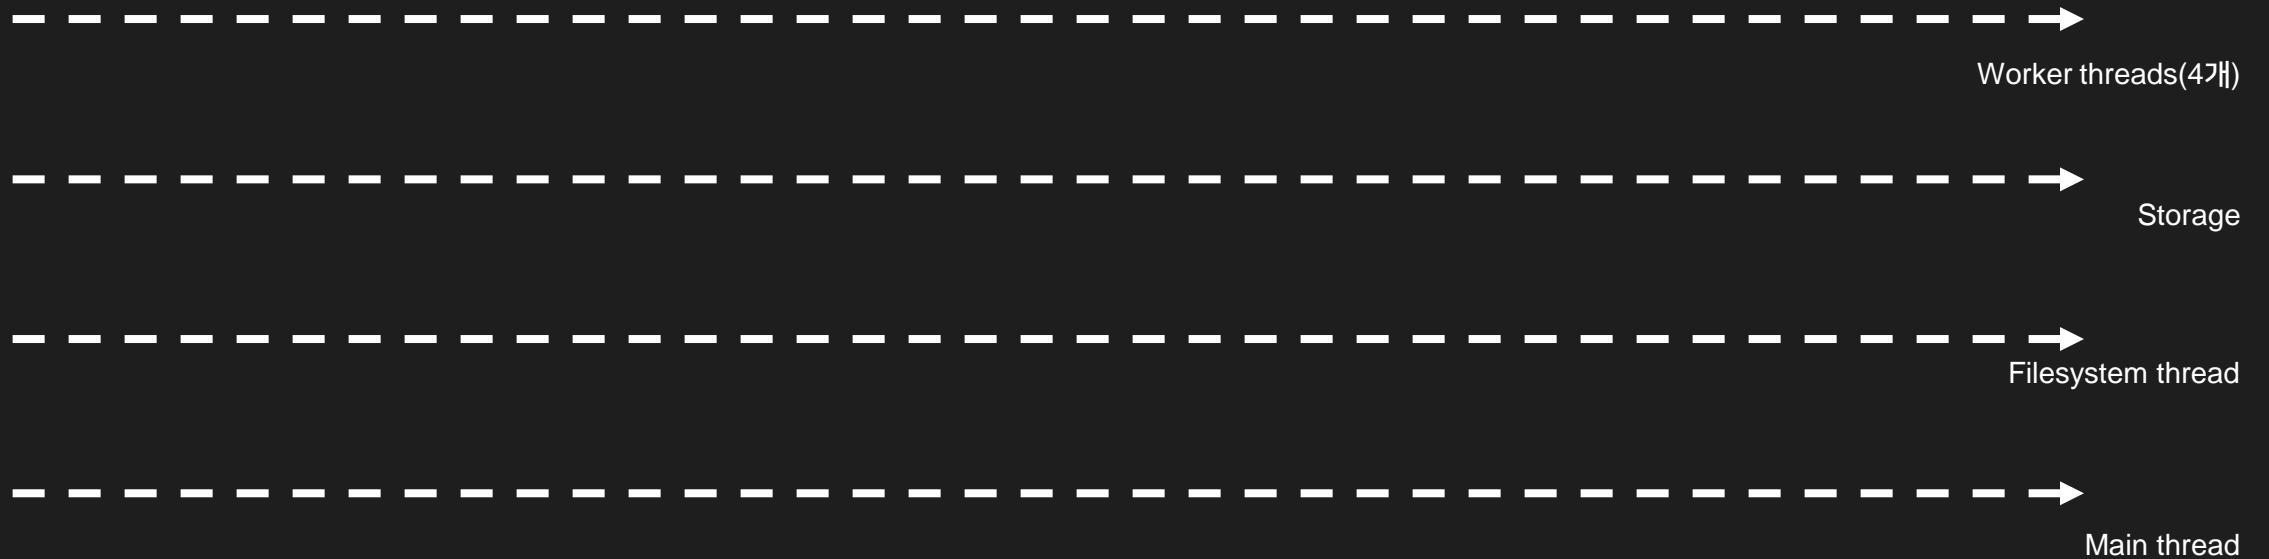 Worker threads(4개)
Storage
Filesystem thread
Main thread